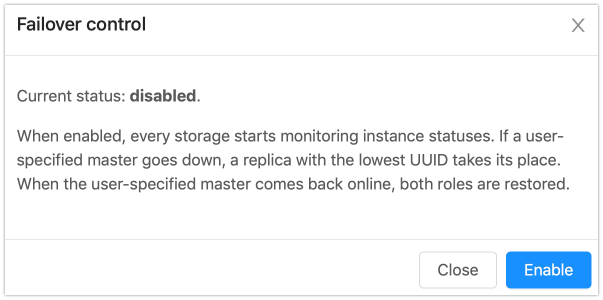 Failover control
Current status: disabled.
When enabled, every storage starts monitoring instance statuses. If a user-
specified master goes down, a replica with the lowest UUID takes its place.
When the user-specified master comes back online, both roles are restored.
Close
Enable